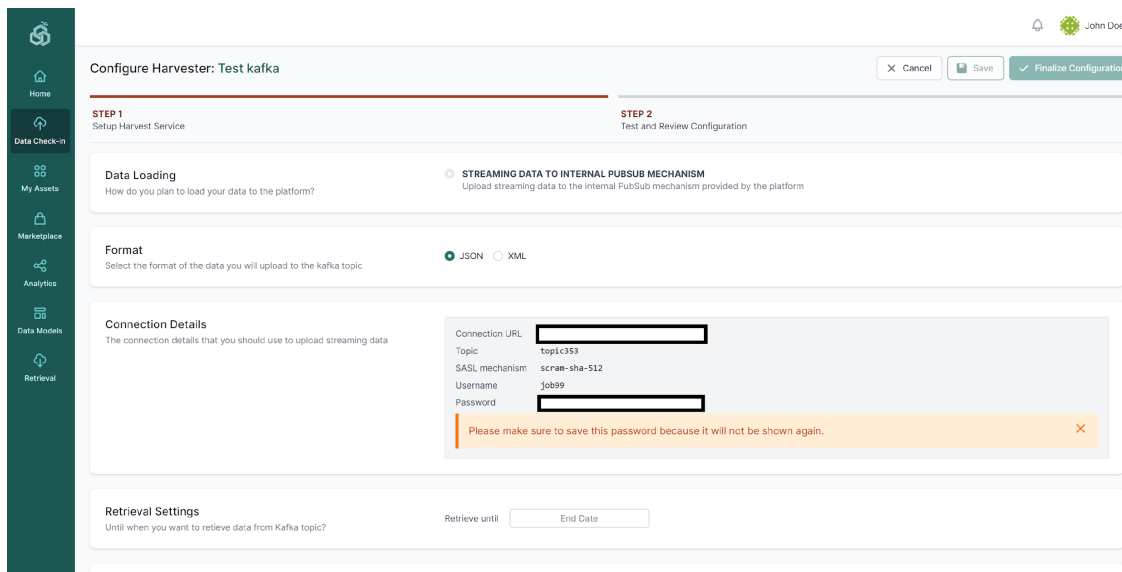 John Doe
Configure Harvester: Test kafka
Cancel
Save
Finalize Configuration
Home
Data Check-in
My Assets
Marketplace
Analytics
Data Models
Retrieval
STEP 1
Setup Harvest Service
STEP 2
Test and Review Configuration
Data Loading
How do you plan to load your data to the platform?
STREAMING DATA TO INTERNAL PUBSUB MECHANISM
Upload streaming data to the internal PubSub mechanism provided by the platform
Format
Select the format of the data you will upload to the kafka topic
JSON XML
Connection Details
The connection details that you should use to upload streaming data
Connection URL
Topic topic353
SASL mechanism scram-sha-512
Username job99
Password
Please make sure to save this password because it will not be shown again.
Retrieval Settings
Until when you want to retieve data from Kafka topic?
Retrieve until End Date